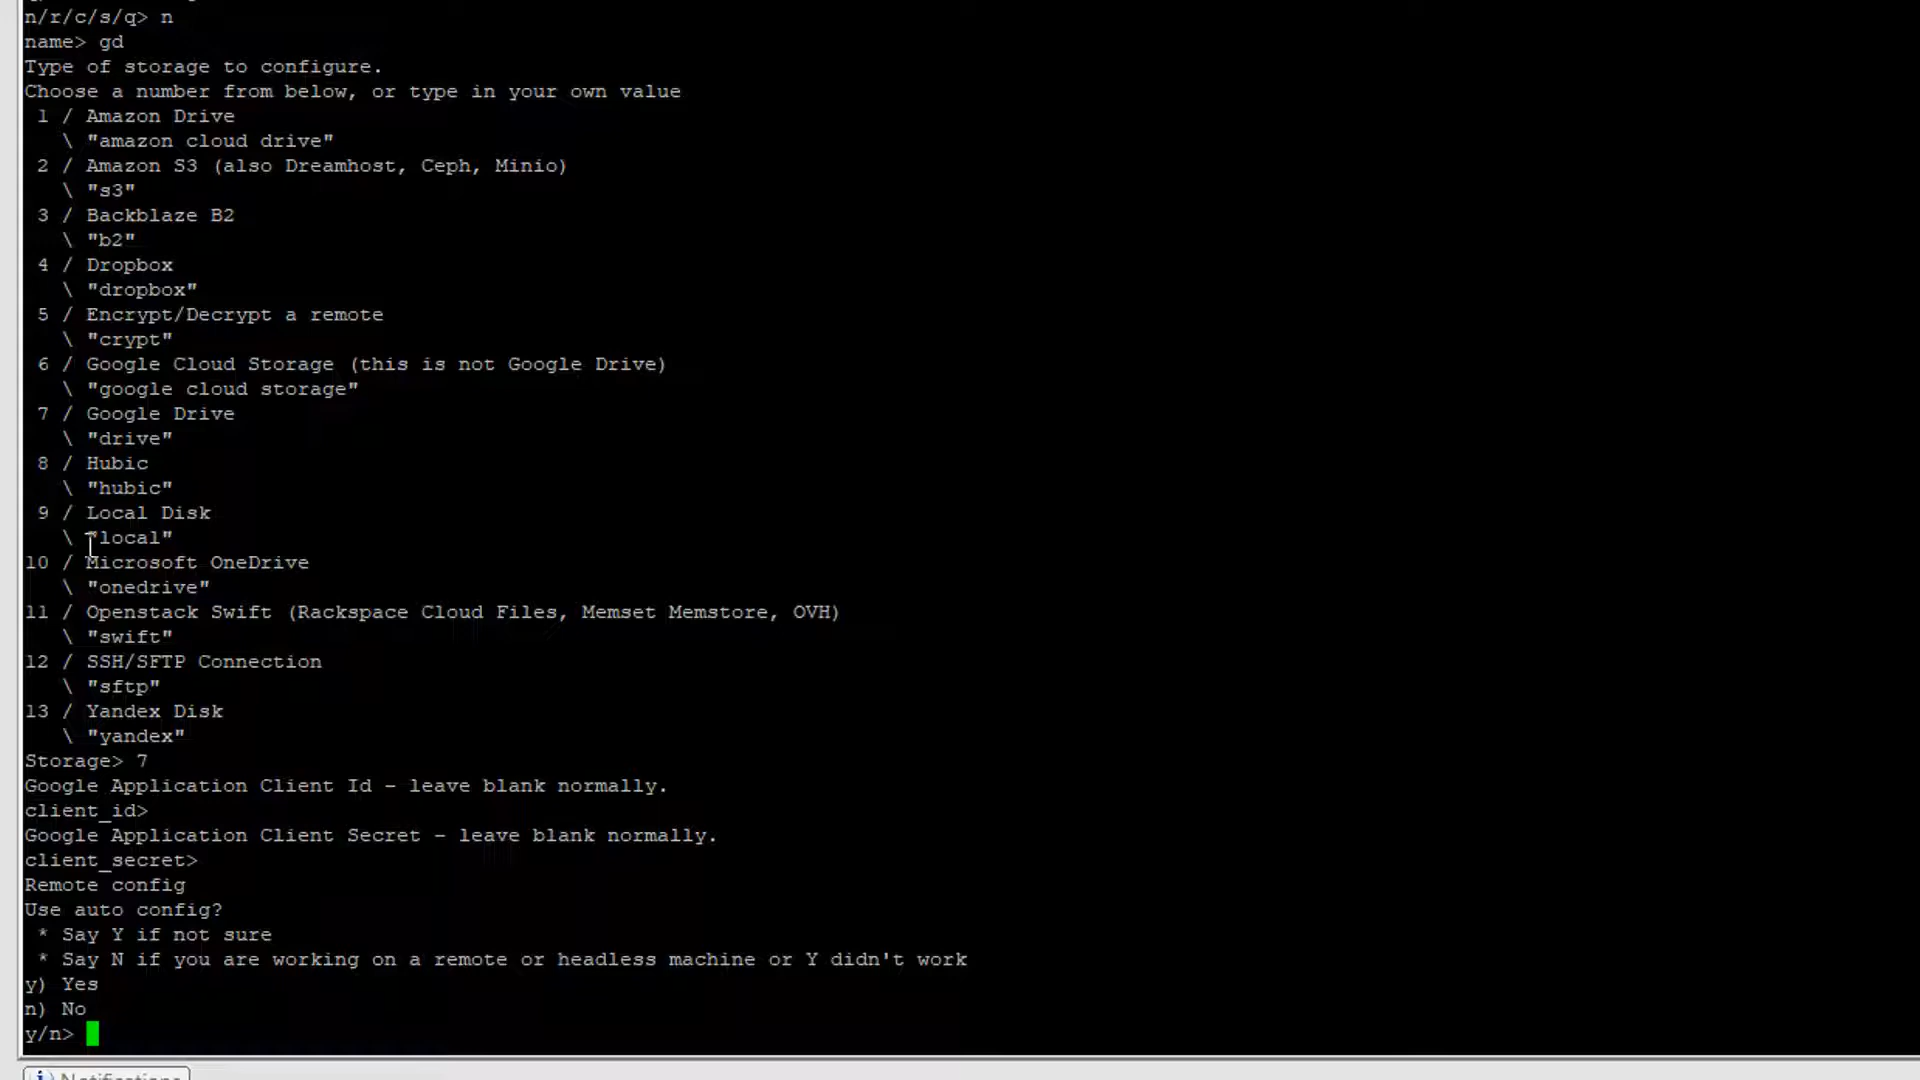 n/r/c/s/q> n
name> gd
Type of storage to configure.
Choose a number from below, or type in your own value
 1 / Amazon Drive
   \ "amazon cloud drive"
 2 / Amazon S3 (also Dreamhost, Ceph, Minio)
   \ "s3"
 3 / Backblaze B2
   \ "b2"
 4 / Dropbox
   \ "dropbox"
 5 / Encrypt/Decrypt a remote
   \ "crypt"
 6 / Google Cloud Storage (this is not Google Drive)
   \ "google cloud storage"
 7 / Google Drive
   \ "drive"
 8 / Hubic
   \ "hubic"
 9 / Local Disk
   \ "local"
10 / Microsoft OneDrive
   \ "onedrive"
11 / Openstack Swift (Rackspace Cloud Files, Memset Memstore, OVH)
   \ "swift"
12 / SSH/SFTP Connection
   \ "sftp"
13 / Yandex Disk
   \ "yandex"
Storage> 7
Google Application Client Id - leave blank normally.
client_id>
Google Application Client Secret - leave blank normally.
client_secret>
Remote config
Use auto config?
 * Say Y if not sure
 * Say N if you are working on a remote or headless machine or Y didn't work
y) Yes
n) No
y/n>
Notifications